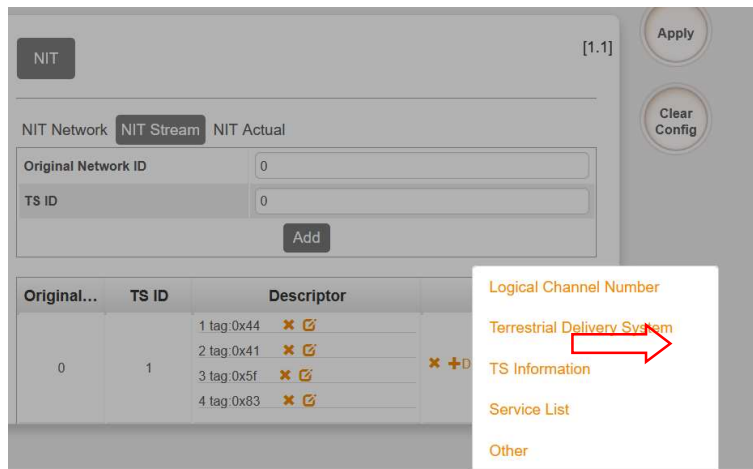 Apply
NIT
[1.1]
Clear
Config
NIT Network NIT Stream NIT Actual
Original Network ID 0
TS ID 0
Add
Original... TS ID Descriptor
0 1
1 tag:0x44
2 tag:0x41
3 tag:0x5f
4 tag:0x83
+D
Logical Channel Number
Terrestrial Delivery System
TS Information
Service List
Other